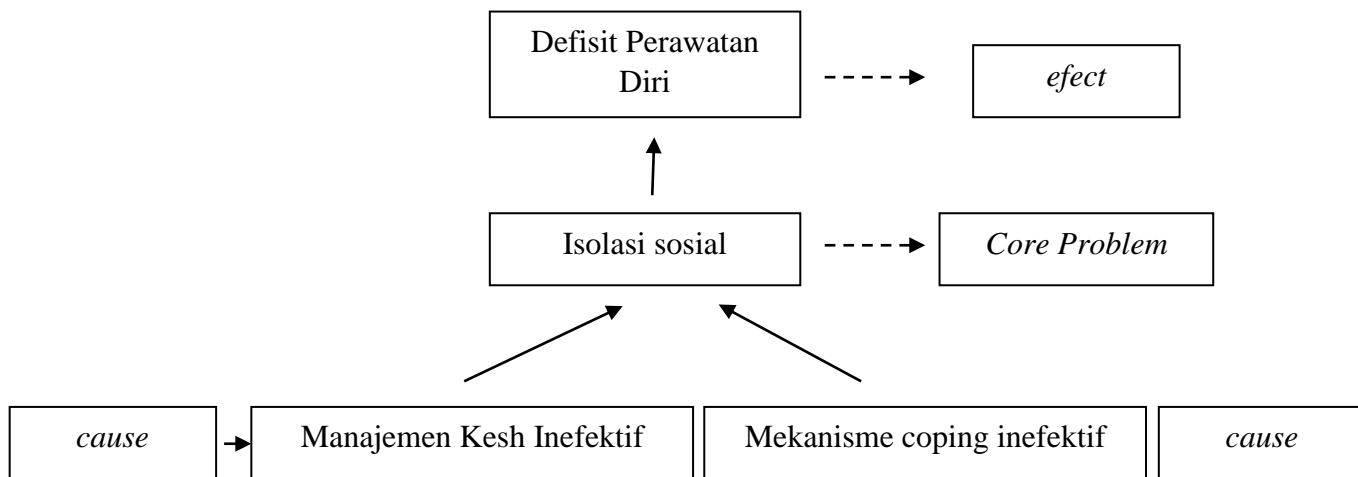 Defisit Perawatan
Diri
efect
Isolasi sosial
Core Problem
cause
Manajemen Kesh Inefektif
Mekanisme coping inefektif
cause